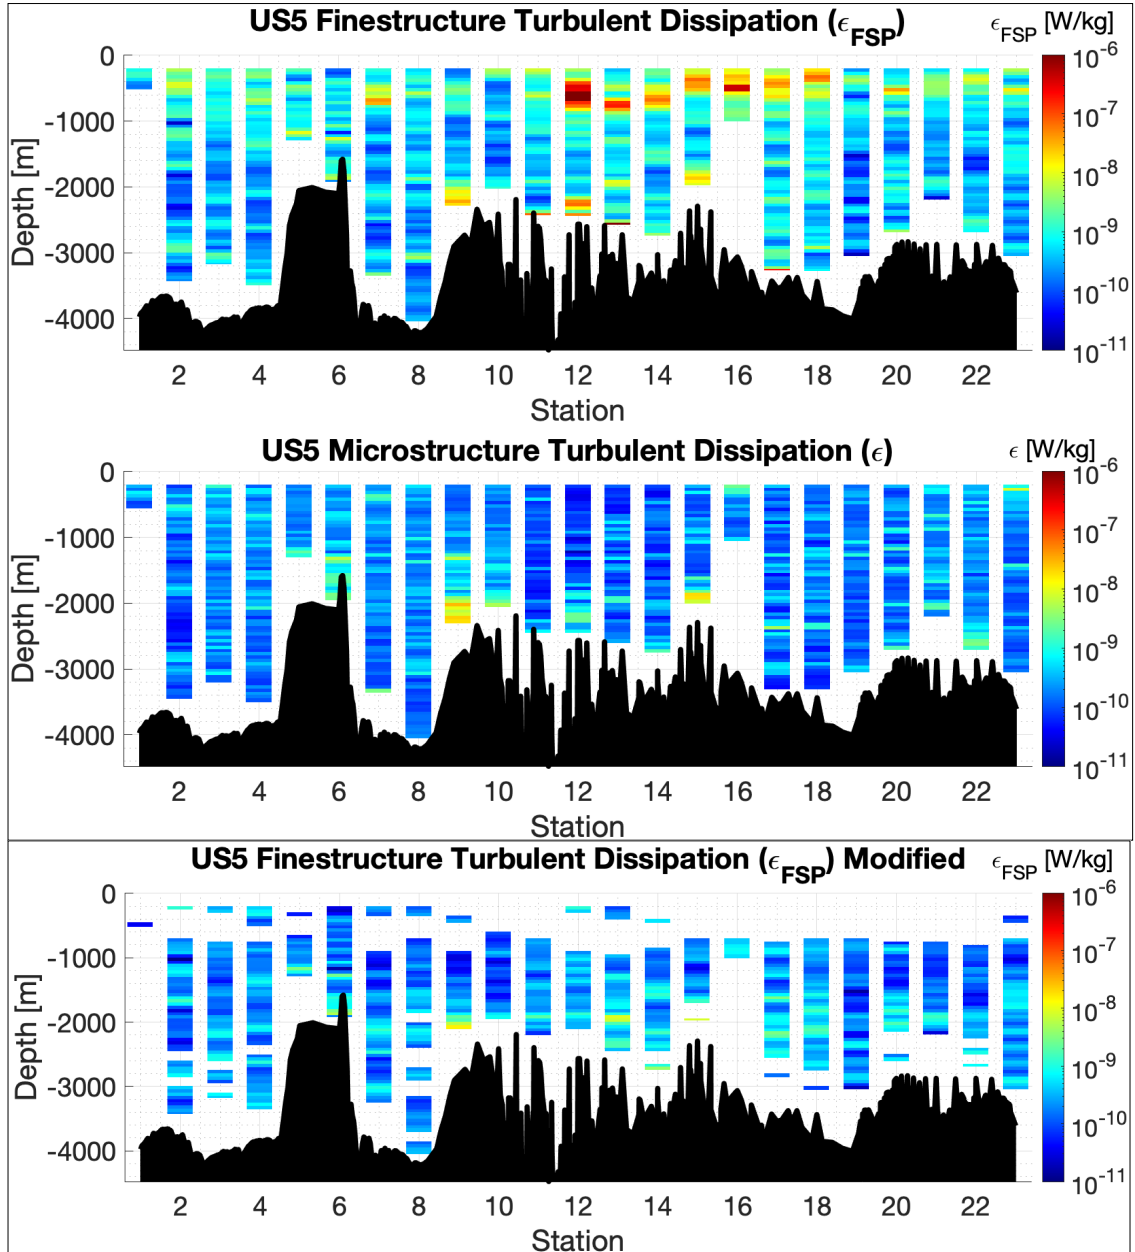 US5 Finestructure Turbulent Dissipation (ϵFSP)
ϵFSP [W/kg]
0
-1000
-2000
-3000
-4000
Depth [m]
2 4 6 8 10 12 14 16 18 20 22
Station
10-6
10-7
10-8
10-9
10-10
10-11
US5 Microstructure Turbulent Dissipation (ϵ)
ϵ [W/kg]
0
-1000
-2000
-3000
-4000
Depth [m]
2 4 6 8 10 12 14 16 18 20 22
Station
10-6
10-7
10-8
10-9
10-10
10-11
US5 Finestructure Turbulent Dissipation (ϵFSP) Modified
ϵFSP [W/kg]
0
-1000
-2000
-3000
-4000
Depth [m]
2 4 6 8 10 12 14 16 18 20 22
Station
10-6
10-7
10-8
10-9
10-10
10-11